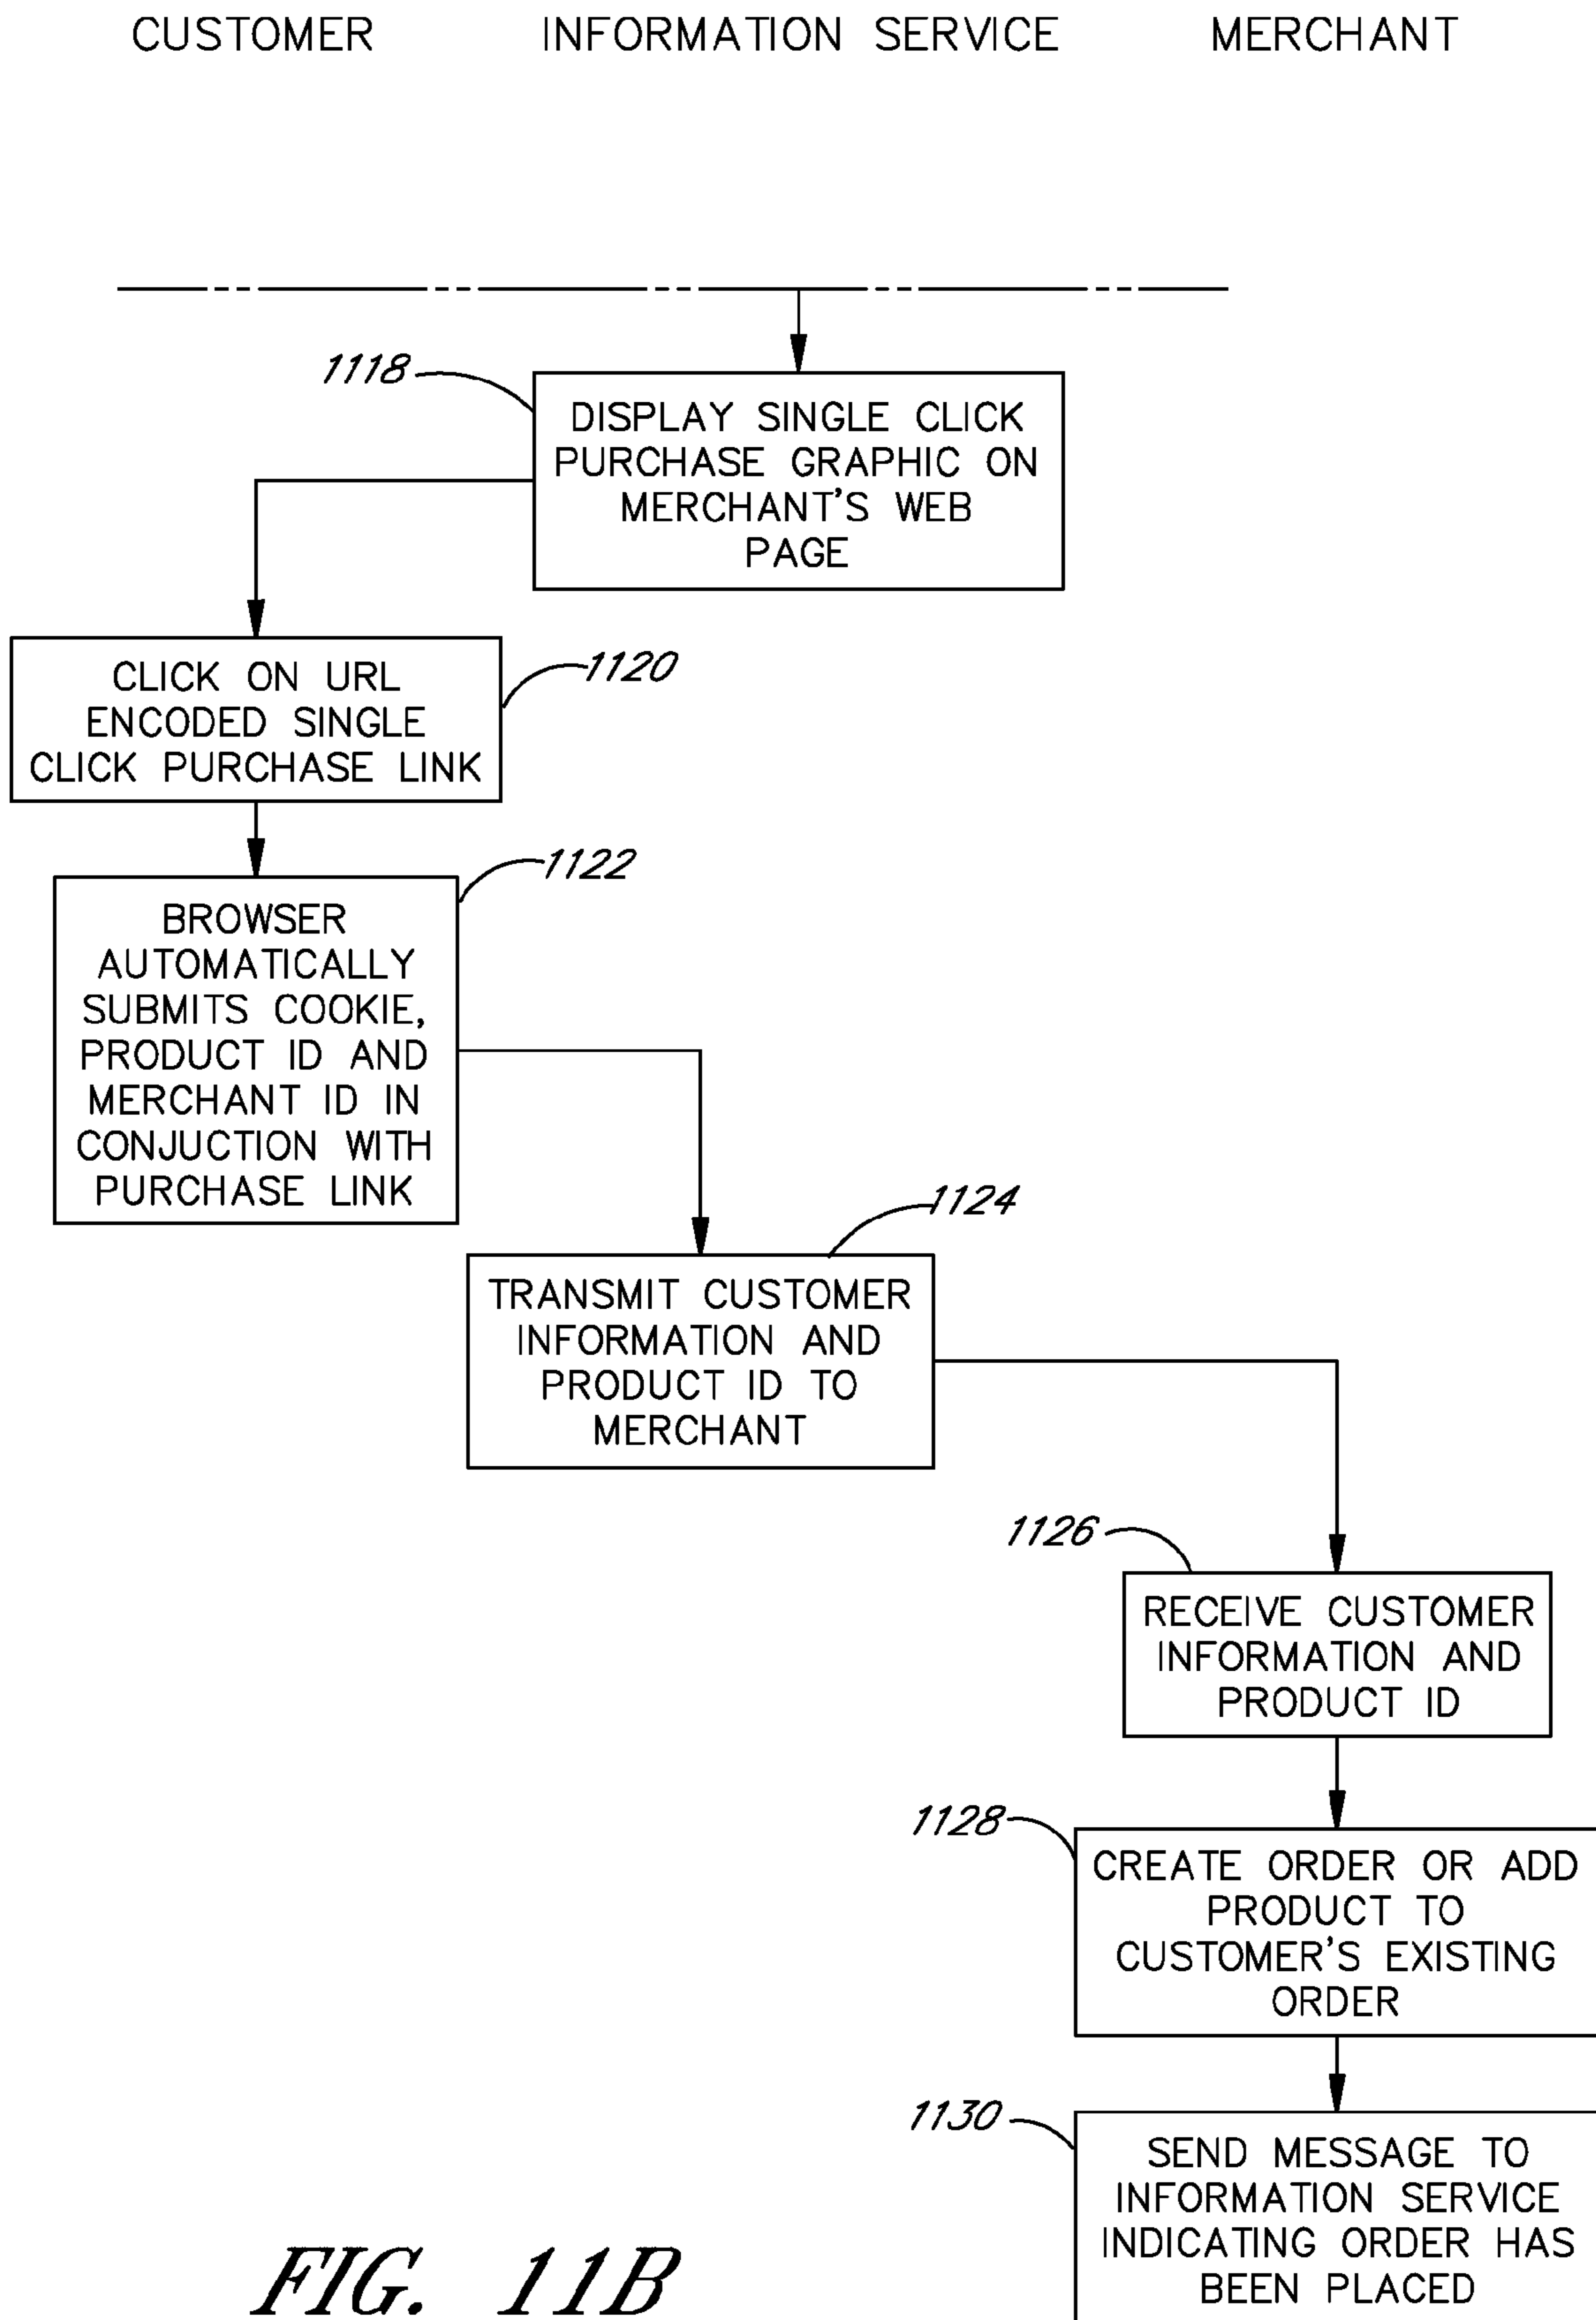 CUSTOMER INFORMATION SERVICE MERCHANT
1118
DISPLAY SINGLE CLICK
PURCHASE GRAPHIC ON
MERCHANT'S WEB
PAGE
CLICK ON URL
ENCODED SINGLE
CLICK PURCHASE LINK
1120
1122
BROWSER
AUTOMATICALLY
SUBMITS COOKIE,
PRODUCT ID AND
MERCHANT ID IN
CONJUCTION WITH
PURCHASE LINK
1124
TRANSMIT CUSTOMER
INFORMATION AND
PRODUCT ID TO
MERCHANT
1126
RECEIVE CUSTOMER
INFORMATION AND
PRODUCT ID
1128
CREATE ORDER OR ADD
PRODUCT TO
CUSTOMER'S EXISTING
ORDER
1130
SEND MESSAGE TO
INFORMATION SERVICE
INDICATING ORDER HAS
BEEN PLACED
FIG. 11B